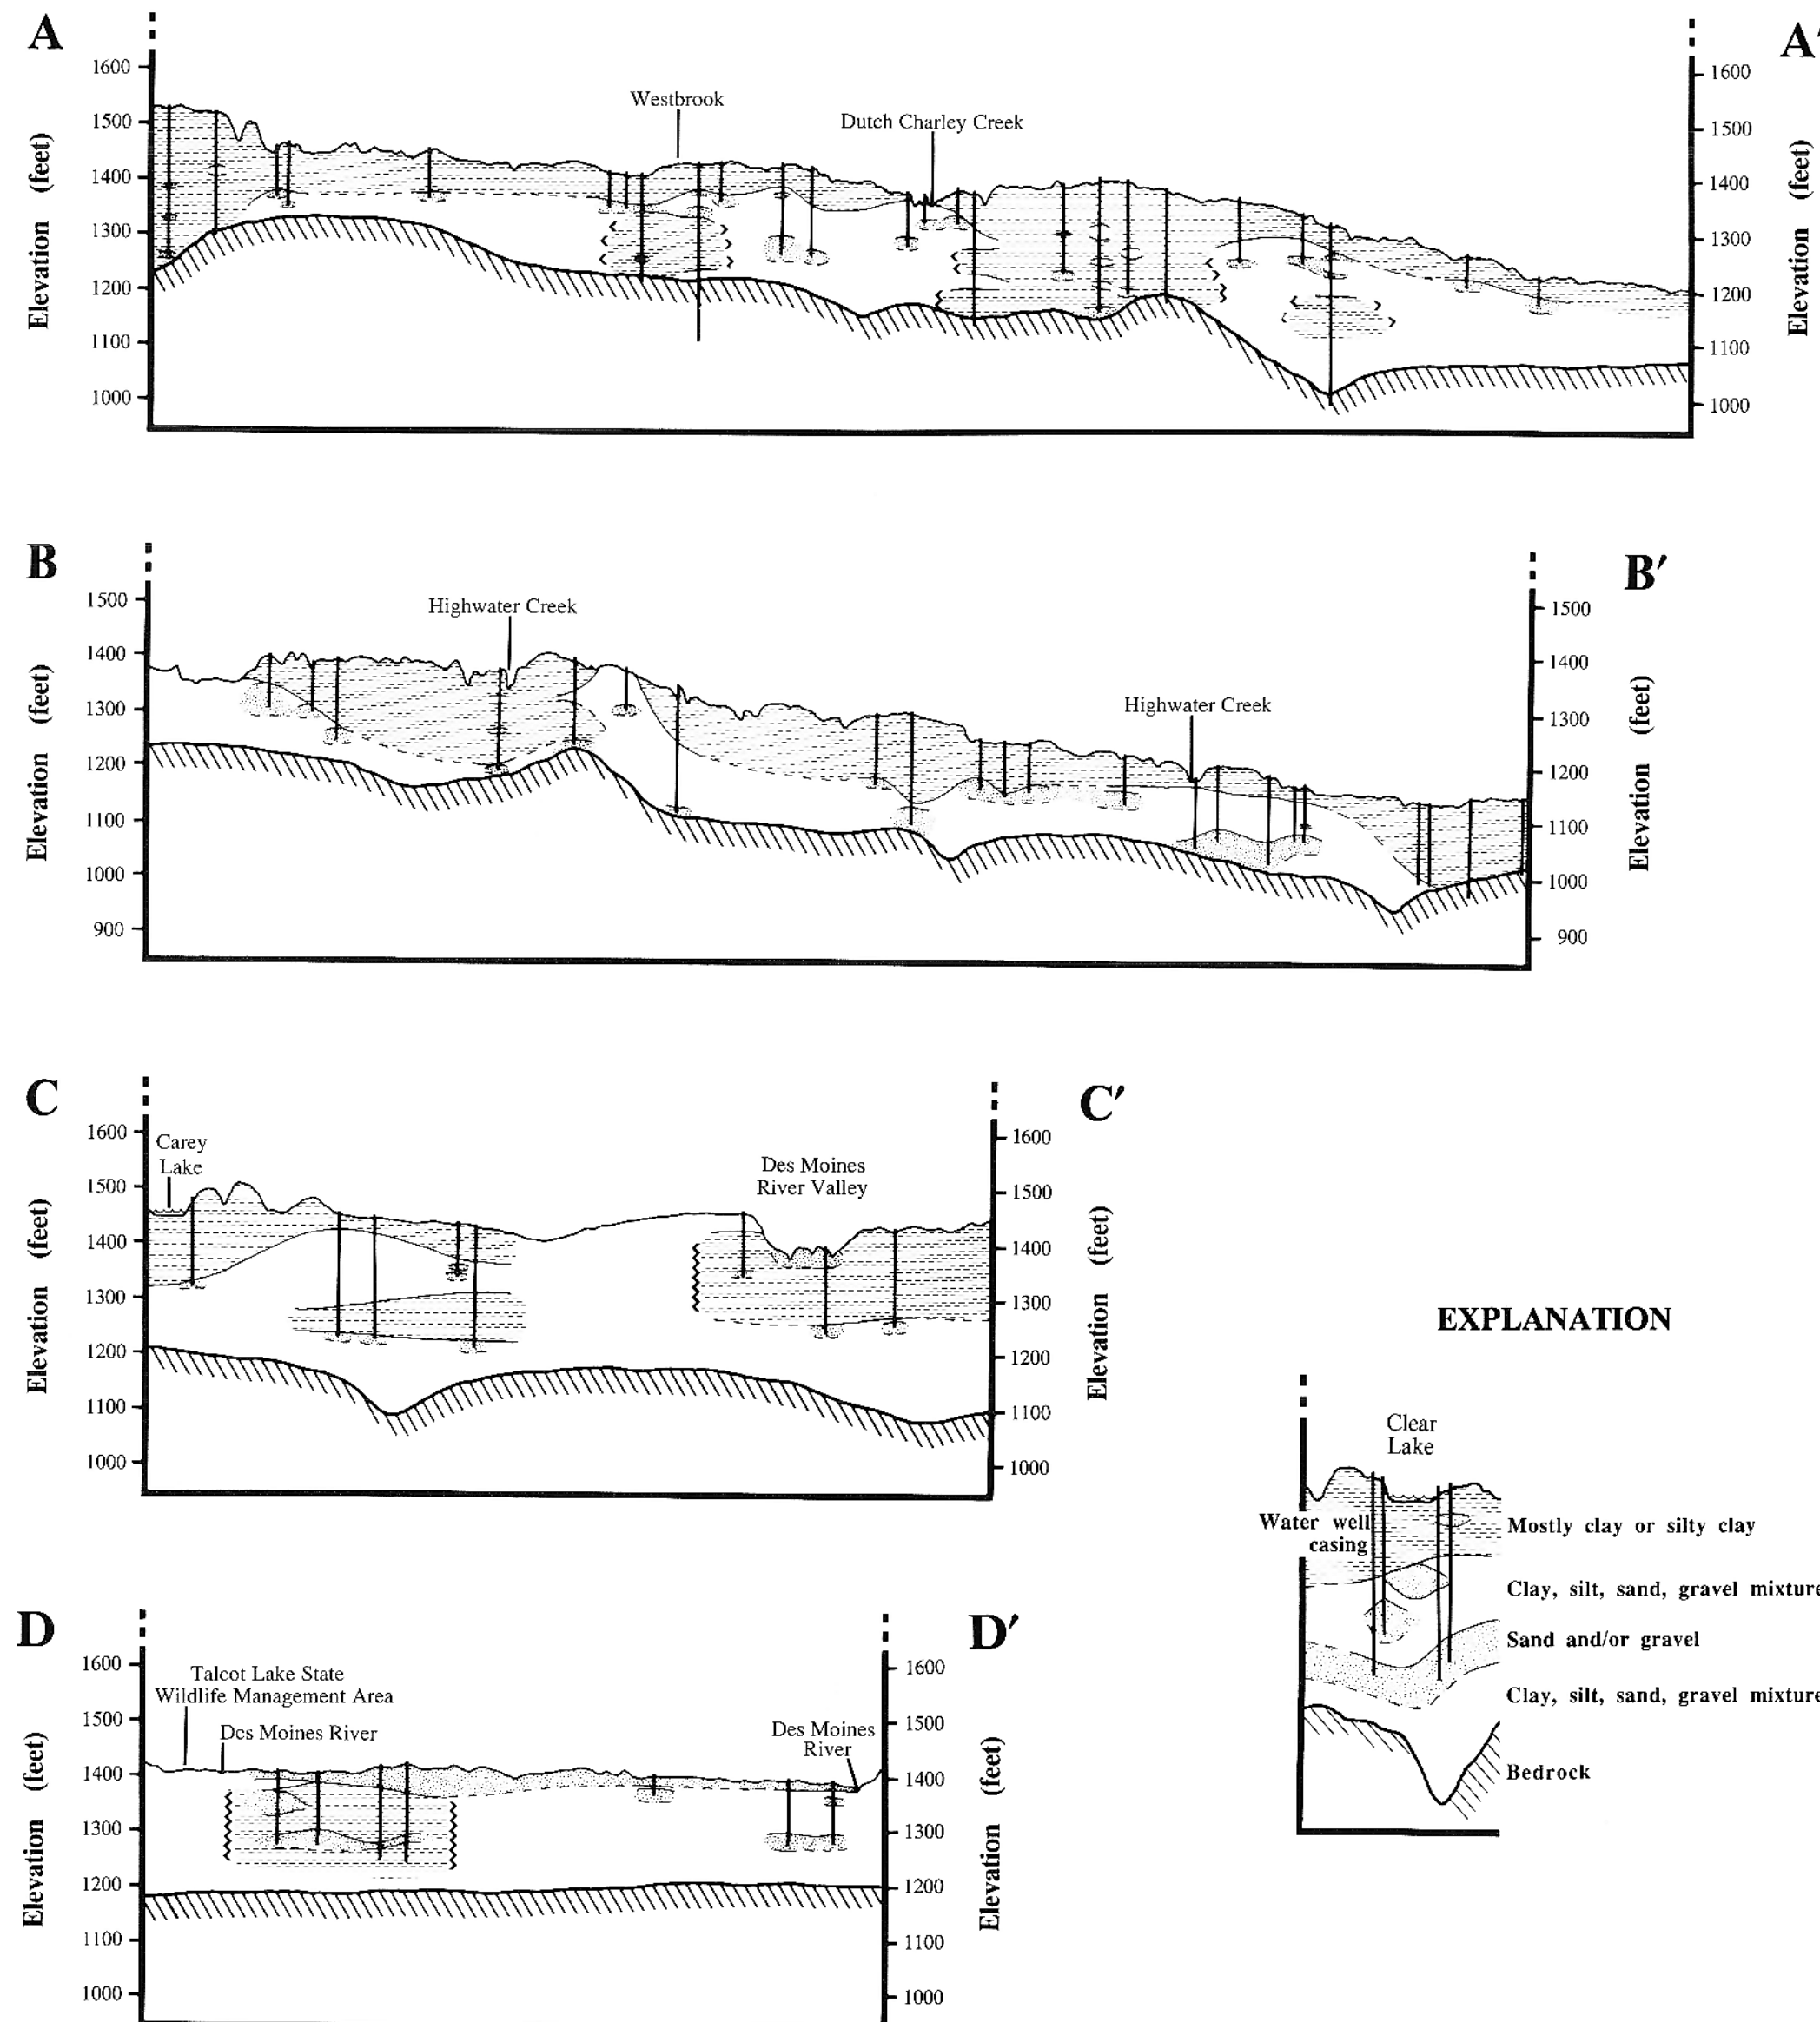 A
A′
Elevation (feet)
1600
1500
1400
1300
1200
1100
1000
Westbrook
Dutch Charley Creek
1600
1500
1400
1300
1200
1100
1000
Elevation (feet)
B
B′
Elevation (feet)
1500
1400
1300
1200
1100
1000
900
Highwater Creek
Highwater Creek
1500
1400
1300
1200
1100
1000
900
Elevation (feet)
C
C′
Elevation (feet)
1600
1500
1400
1300
1200
1100
1000
Carey
Lake
Des Moines
River Valley
1600
1500
1400
1300
1200
1100
1000
Elevation (feet)
D
D′
Elevation (feet)
1600
1500
1400
1300
1200
1100
1000
Talcot Lake State
Wildlife Management Area
Des Moines River
Des Moines
River
1600
1500
1400
1300
1200
1100
1000
Elevation (feet)
EXPLANATION
Clear
Lake
Water well
casing
Mostly clay or silty clay
Clay, silt, sand, gravel mixture
Sand and/or gravel
Clay, silt, sand, gravel mixture
Bedrock